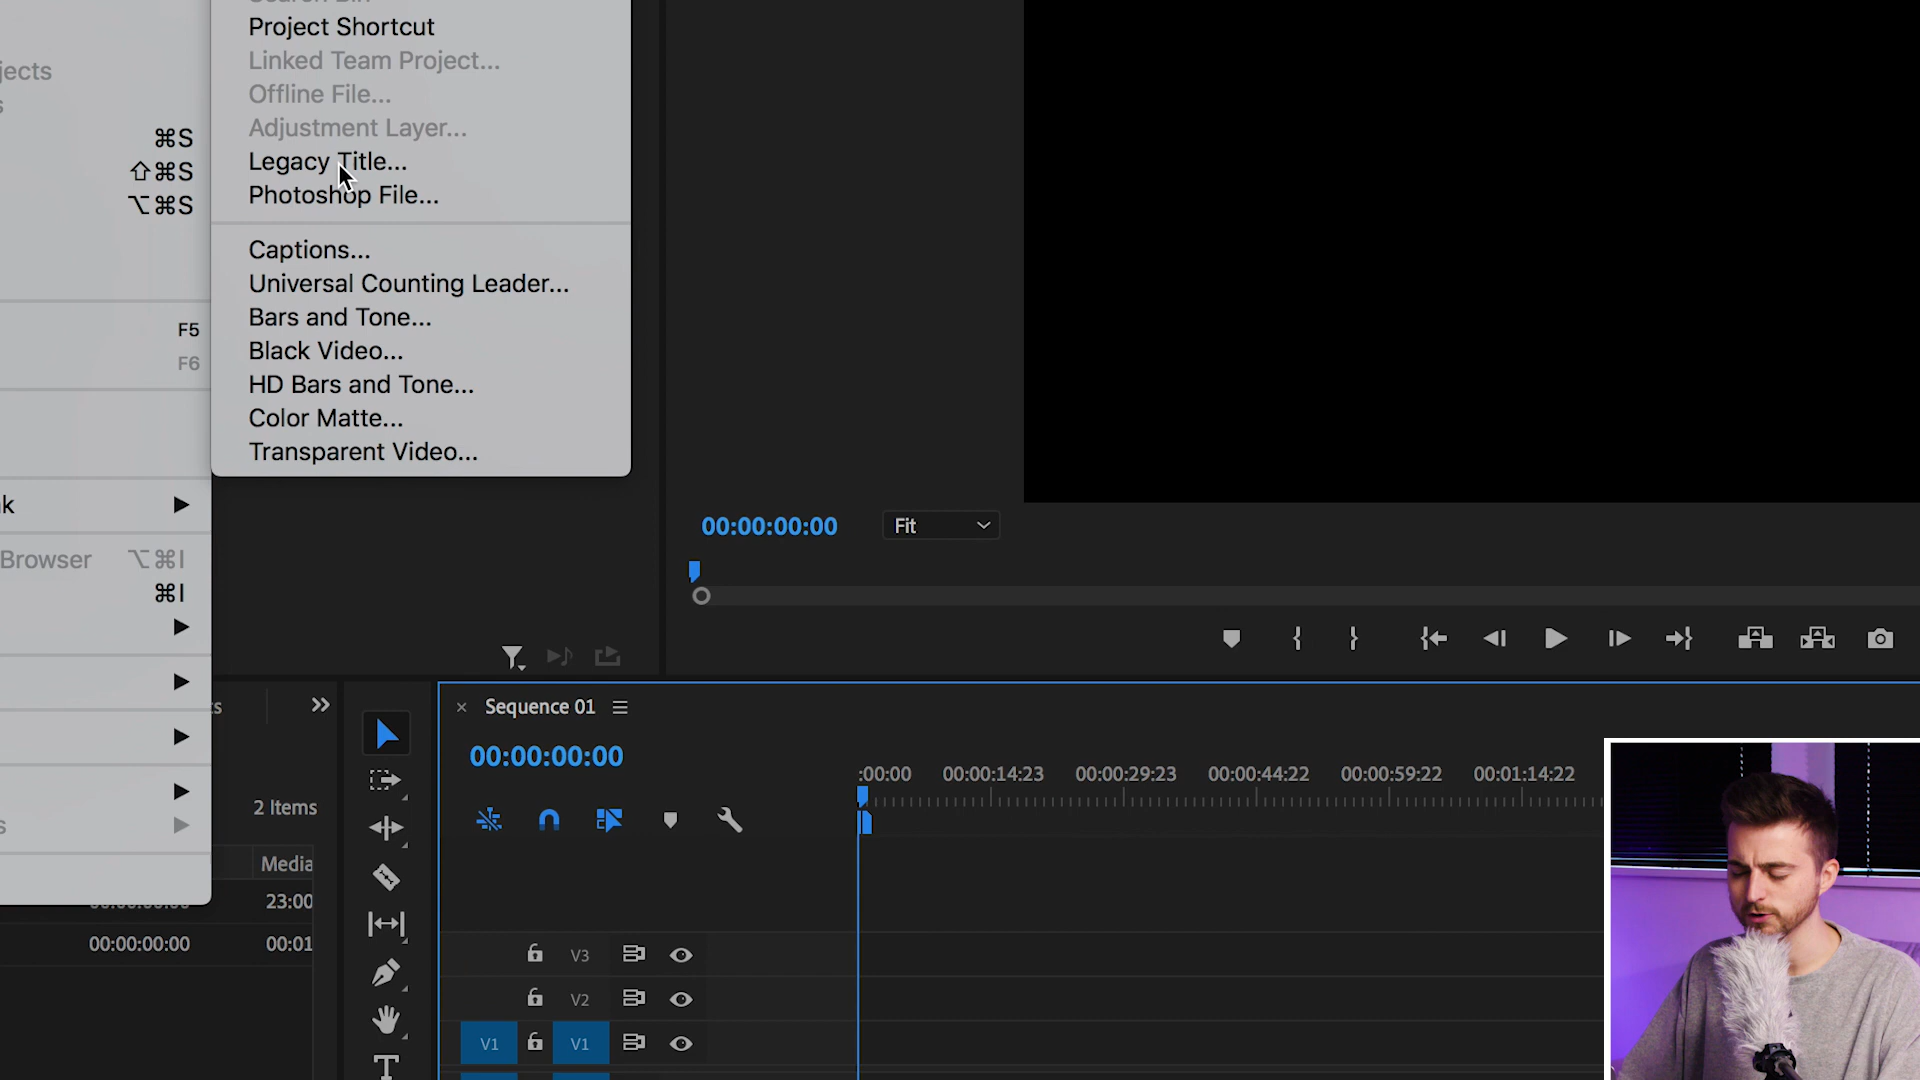 Project Shortcut
Linked Team Project...
Offline File...
Adjustment Layer...
Legacy Title...
Photoshop File...
Captions...
Universal Counting Leader...
Bars and Tone...
Black Video...
HD Bars and Tone...
Color Matte...
Transparent Video...
jects
s
⌘S
⇧⌘S
⌥⌘S
F5
F6
k
Browser ⌥⌘I
⌘I
s
00:00:00:00 Fit
s
2 Items
Media
23:00
00:00:00:00 00:01
× Sequence 01
00:00:00:00
:00:00 00:00:14:23 00:00:29:23 00:00:44:22 00:00:59:22 00:01:14:22
V3
V2
V1 V1